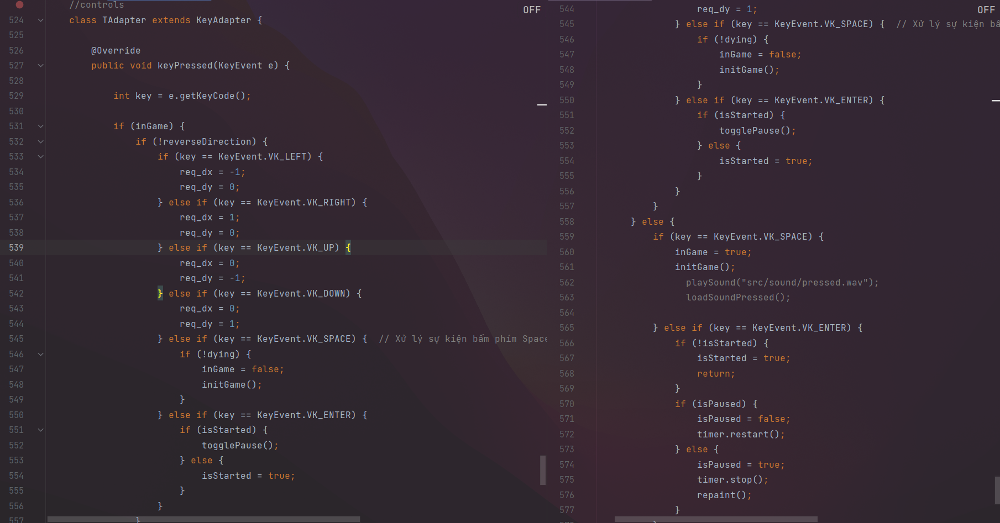 //controls
OFF
524 class TAdapter extends KeyAdapter {
525
526 @Override
527 public void keyPressed(KeyEvent e) {
528
529 int key = e.getKeyCode();
530
531 if (inGame) {
532 if (!reverseDirection) {
533 if (key == KeyEvent.VK_LEFT) {
534 req_dx = -1;
535 req_dy = 0;
536 } else if (key == KeyEvent.VK_RIGHT) {
537 req_dx = 1;
538 req_dy = 0;
539 } else if (key == KeyEvent.VK_UP) {
540 req_dx = 0;
541 req_dy = -1;
542 } else if (key == KeyEvent.VK_DOWN) {
543 req_dx = 0;
544 req_dy = 1;
545 } else if (key == KeyEvent.VK_SPACE) { // Xử lý sự kiện bấm phím Space
546 if (!dying) {
547 inGame = false;
548 initGame();
549 }
550 } else if (key == KeyEvent.VK_ENTER) {
551 if (isStarted) {
552 togglePause();
553 } else {
554 isStarted = true;
555 }
556 }
557 }
OFF
544 req_dy = 1;
545 } else if (key == KeyEvent.VK_SPACE) { // Xử lý sự kiện
546 if (!dying) {
547 inGame = false;
548 initGame();
549 }
550 } else if (key == KeyEvent.VK_ENTER) {
551 if (isStarted) {
552 togglePause();
553 } else {
554 isStarted = true;
555 }
556 }
557 }
558 } else {
559 if (key == KeyEvent.VK_SPACE) {
560 inGame = true;
561 initGame();
562 playSound("src/sound/pressed.wav");
563 loadSoundPressed();
564
565 } else if (key == KeyEvent.VK_ENTER) {
566 if (!isStarted) {
567 isStarted = true;
568 return;
569 }
570 if (isPaused) {
571 isPaused = false;
572 timer.restart();
573 } else {
574 isPaused = true;
575 timer.stop();
576 repaint();
577 }